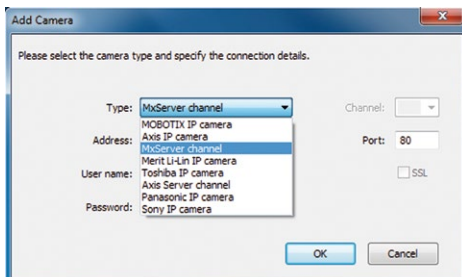 Add Camera
Please select the camera type and specify the connection details.
Type: MxServer channel Channel:
MOBOTIX IP camera
Axis IP camera
MxServer channel
Merit Li-Lin IP camera
Toshiba IP camera
Axis Server channel
Panasonic IP camera
Sony IP camera
Address: Port: 80
User name: SSL
Password:
OK Cancel